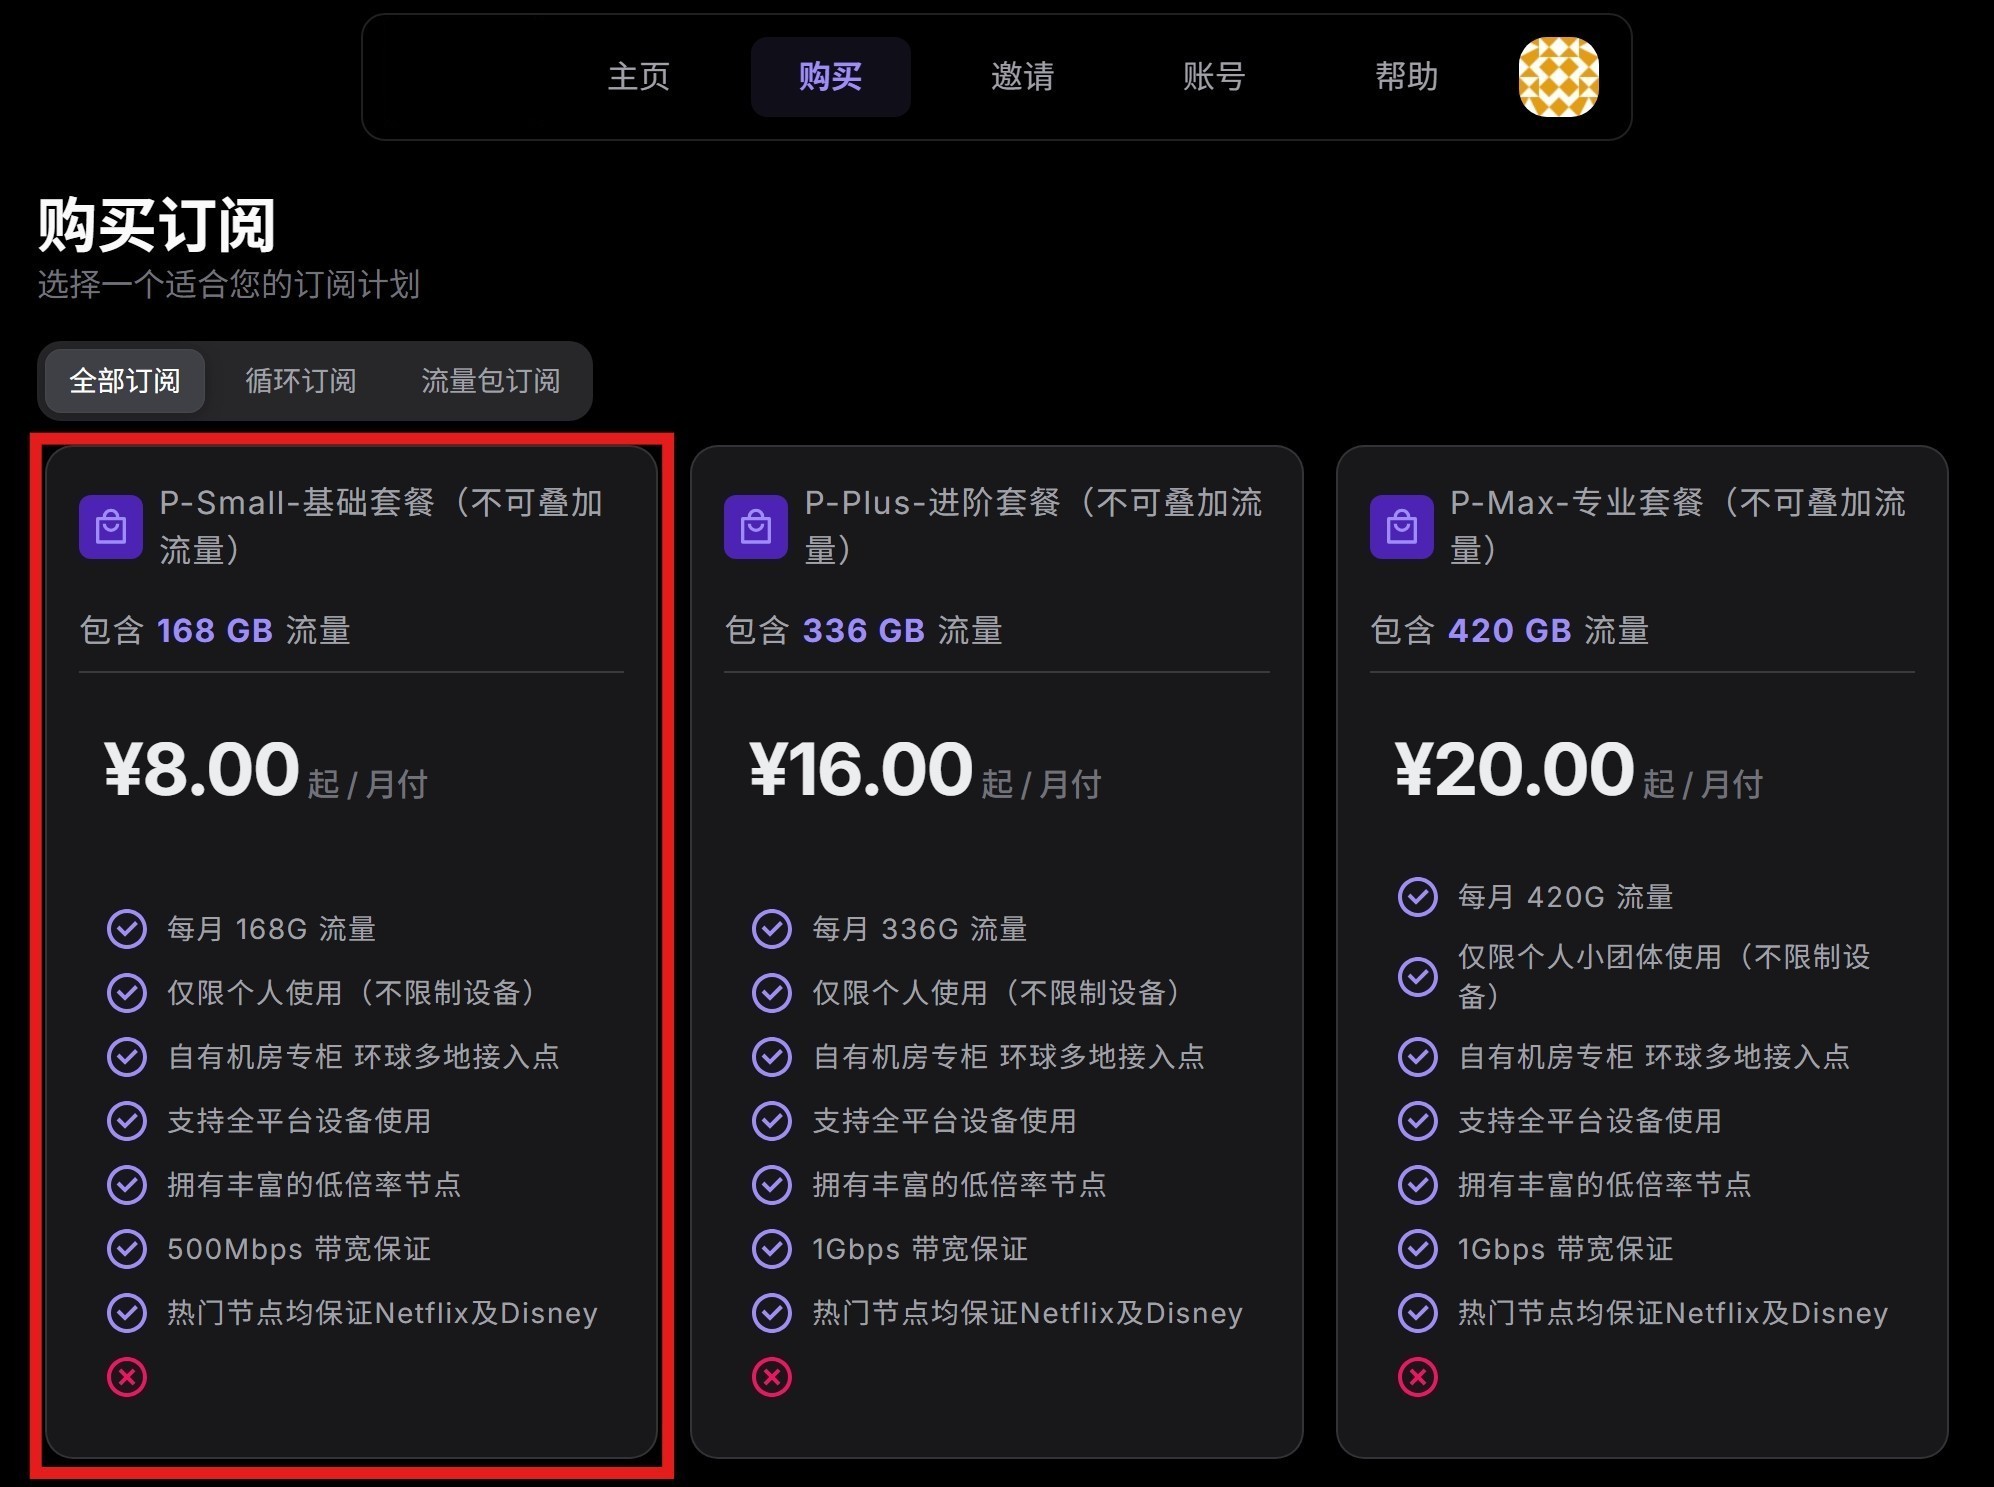 主页
购买
邀请
账号
帮助
购买订阅
选择一个适合您的订阅计划
全部订阅
循环订阅
流量包订阅
P-Small-基础套餐（不可叠加
流量）
包含 168 GB 流量
¥8.00 起 / 月付
每月 168G 流量
仅限个人使用（不限制设备）
自有机房专柜 环球多地接入点
支持全平台设备使用
拥有丰富的低倍率节点
500Mbps 带宽保证
热门节点均保证Netflix及Disney
P-Plus-进阶套餐（不可叠加流
量）
包含 336 GB 流量
¥16.00 起 / 月付
每月 336G 流量
仅限个人使用（不限制设备）
自有机房专柜 环球多地接入点
支持全平台设备使用
拥有丰富的低倍率节点
1Gbps 带宽保证
热门节点均保证Netflix及Disney
P-Max-专业套餐（不可叠加流
量）
包含 420 GB 流量
¥20.00 起 / 月付
每月 420G 流量
仅限个人小团体使用（不限制设
备）
自有机房专柜 环球多地接入点
支持全平台设备使用
拥有丰富的低倍率节点
1Gbps 带宽保证
热门节点均保证Netflix及Disney